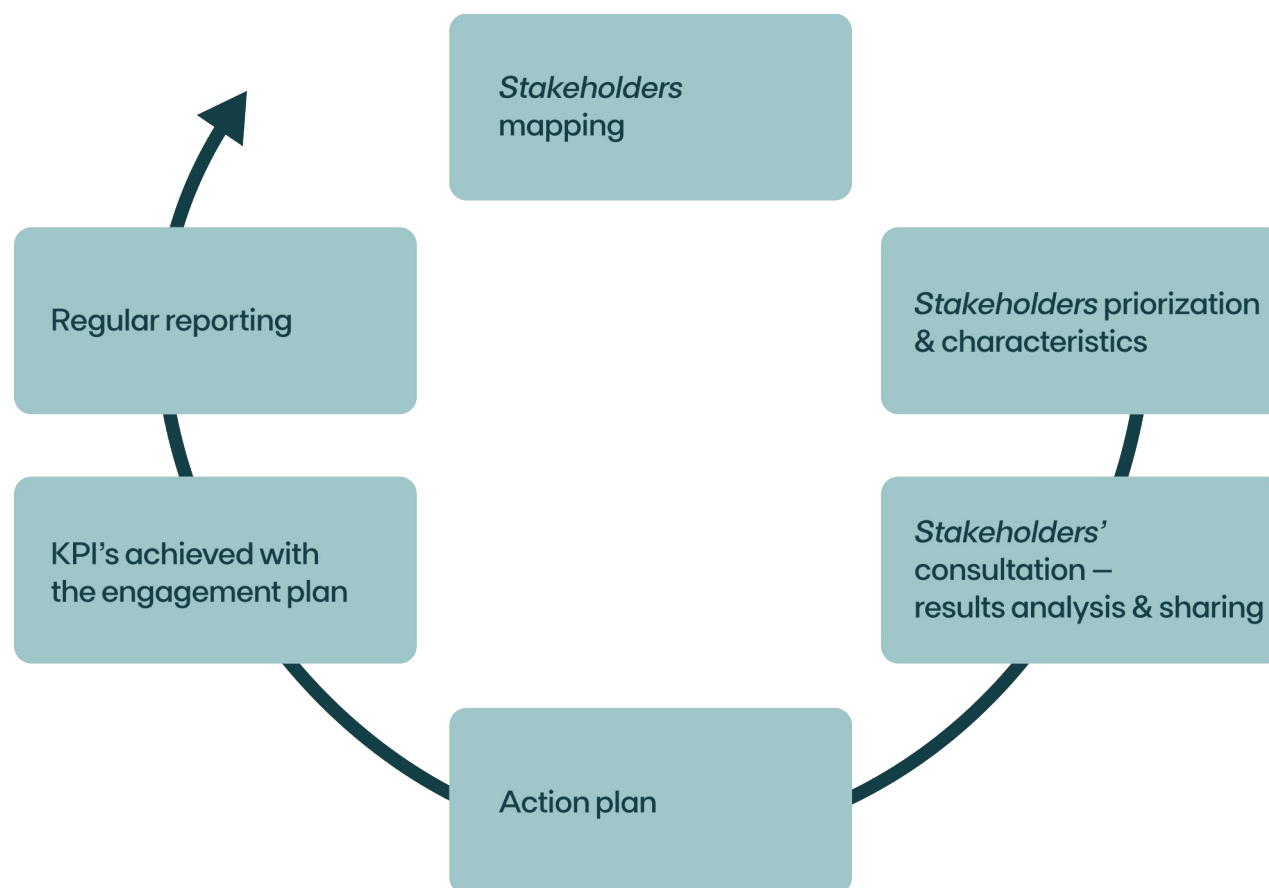 Stakeholders
mapping
Stakeholders priorization
& characteristics
Stakeholders’
consultation –
results analysis & sharing
Action plan
KPI’s achieved with
the engagement plan
Regular reporting